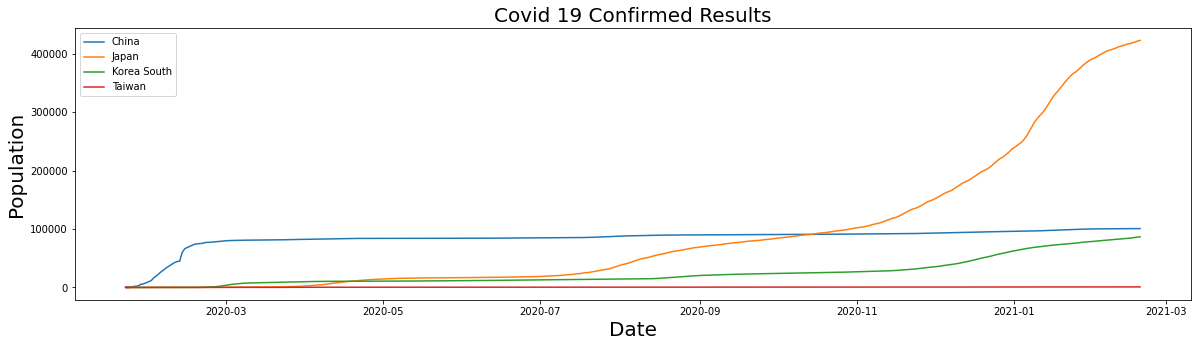 Covid 19 Confirmed Results
China
Japan
Korea South
Taiwan
Population
400000
300000
200000
100000
0
2020-03
2020-05
2020-07
2020-09
2020-11
2021-01
2021-03
Date